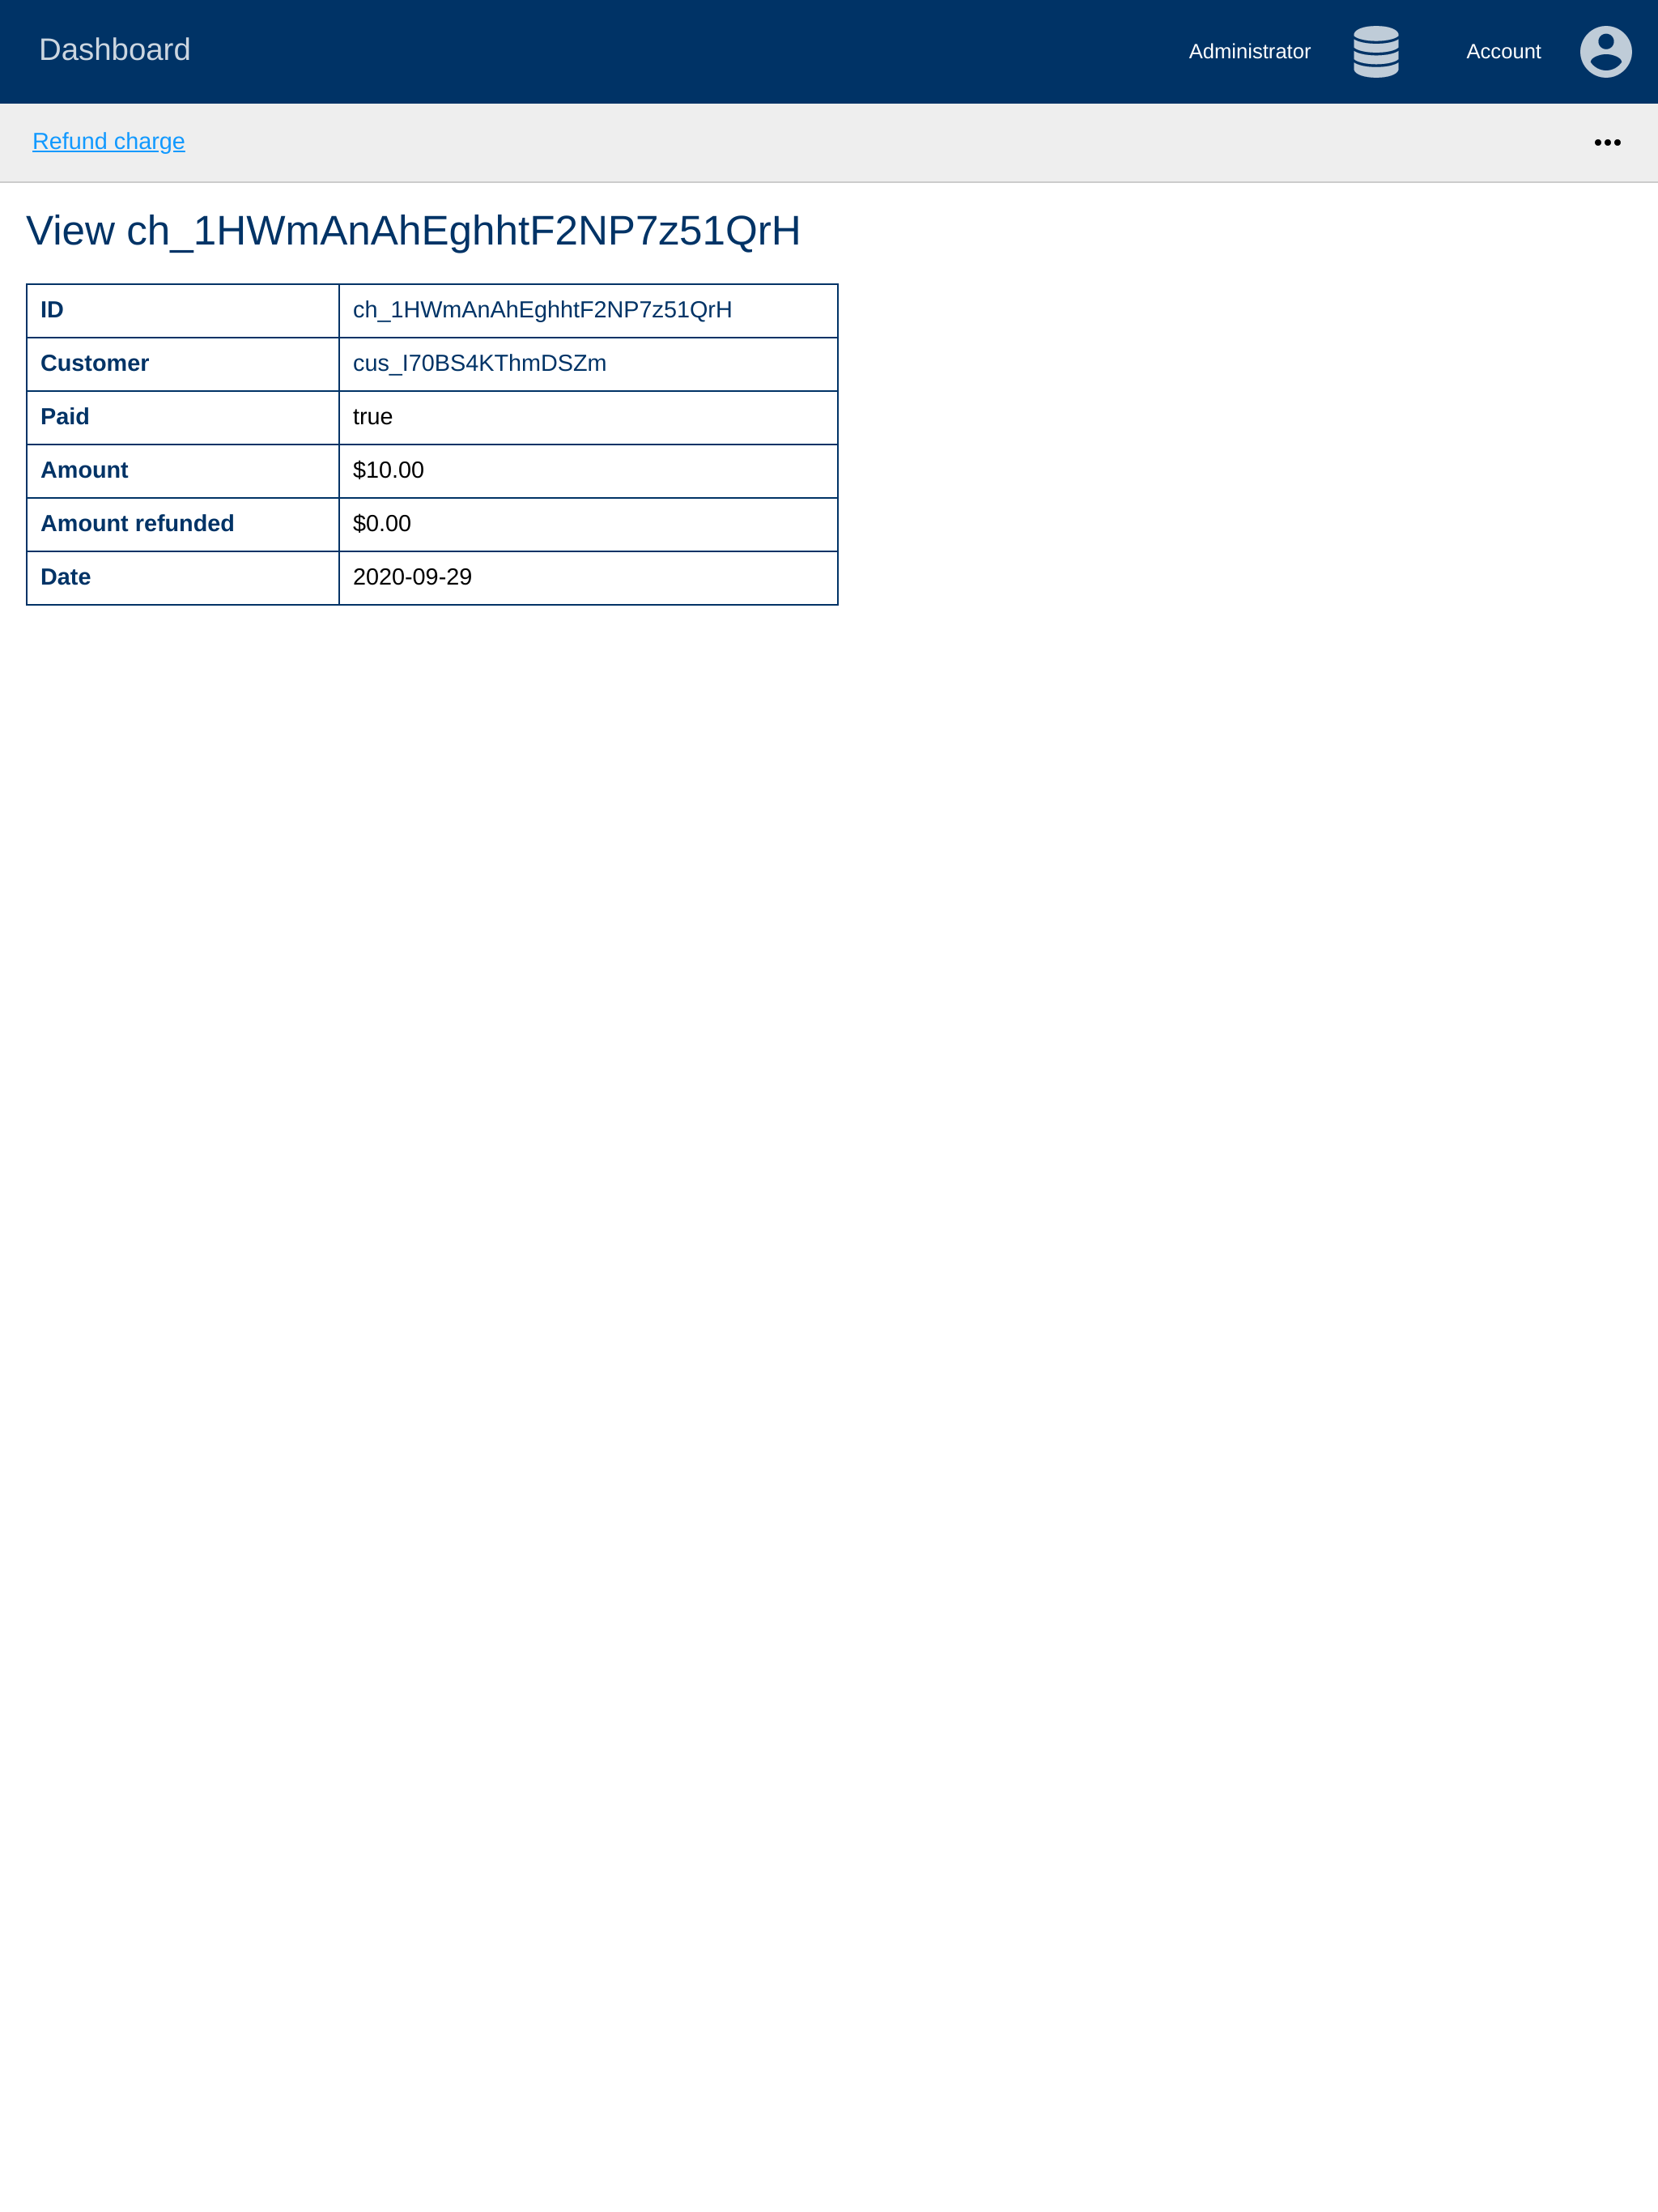 Dashboard
Administrator
Account
Refund charge
View ch_1HWmAnAhEghhtF2NP7z51QrH
ID ch_1HWmAnAhEghhtF2NP7z51QrH
Customer cus_I70BS4KThmDSZm
Paid true
Amount $10.00
Amount refunded $0.00
Date 2020-09-29